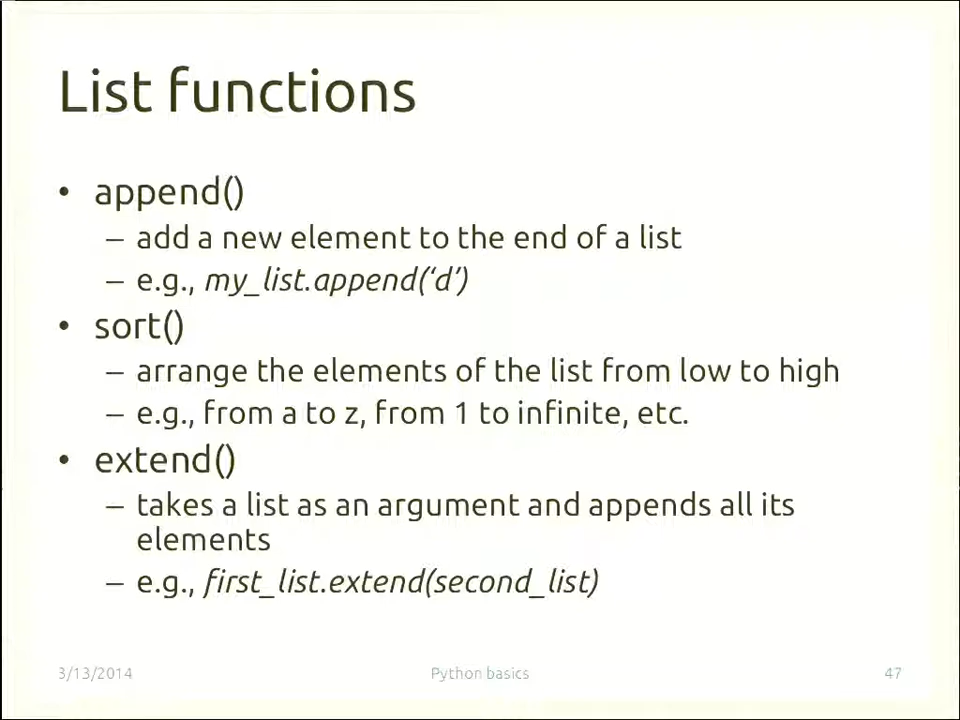 List functions
• append()
– add a new element to the end of a list
– e.g., my_list.append(‘d’)
• sort()
– arrange the elements of the list from low to high
– e.g., from a to z, from 1 to infinite, etc.
• extend()
– takes a list as an argument and appends all its
elements
– e.g., first_list.extend(second_list)
3/13/2014
Python basics
47